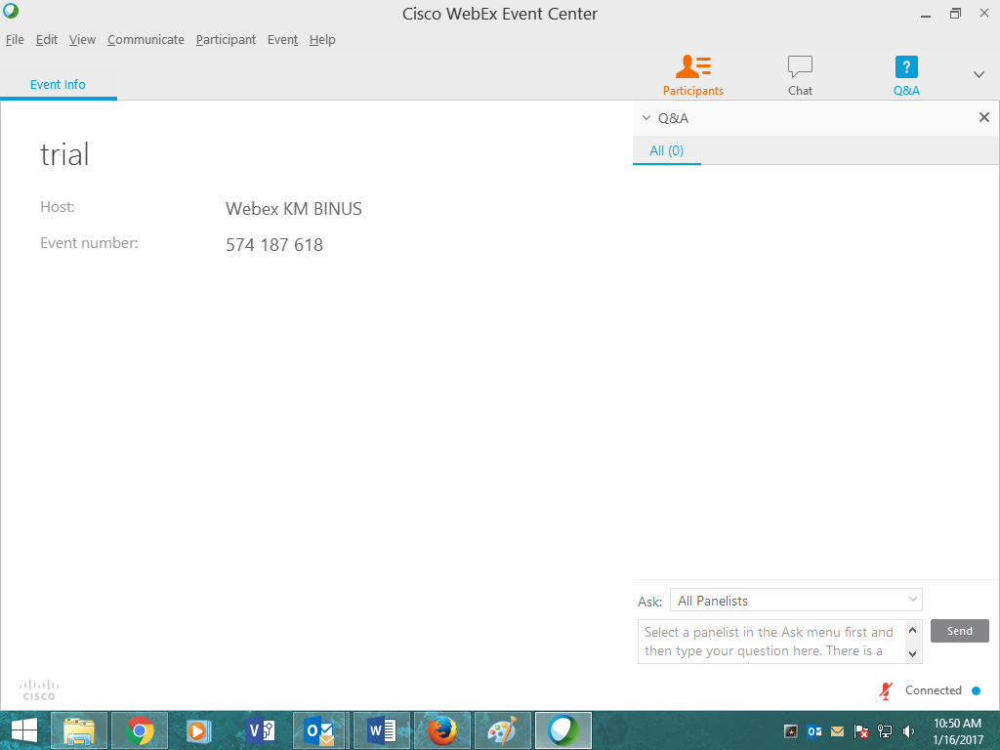 Cisco WebEx Event Center
File Edit View Communicate Participant Event Help
Event Info
Participants
Chat
?
Q&A
Q&A
All (0)
trial
Host: Webex KM BINUS
Event number: 574 187 618
Ask: All Panelists
Select a panelist in the Ask menu first and
then type your question here. There is a
Send
CISCO
Connected
10:50 AM
1/16/2017